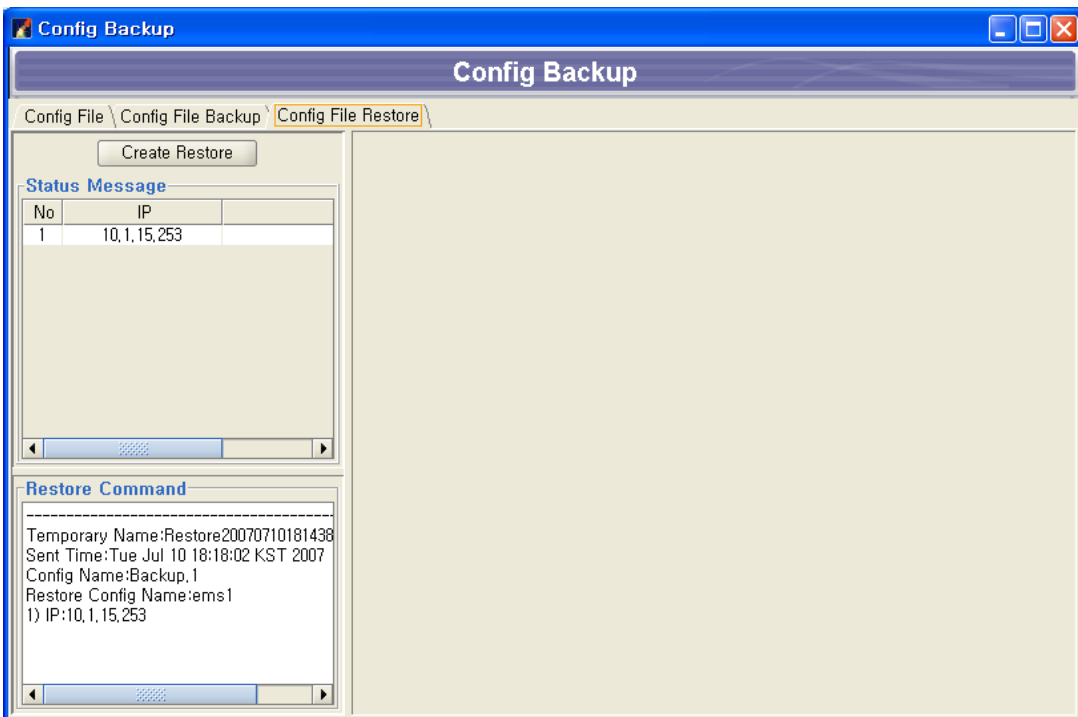 Config Backup
Config Backup
Config File
Config File Backup
Config File Restore
Create Restore
Status Message
No IP
1 10,1,15,253
Restore Command
----------------------------------------
Temporary Name:Restore20070710181438
Sent Time:Tue Jul 10 18:18:02 KST 2007
Config Name:Backup,1
Restore Config Name:ems1
1) IP:10,1,15,253